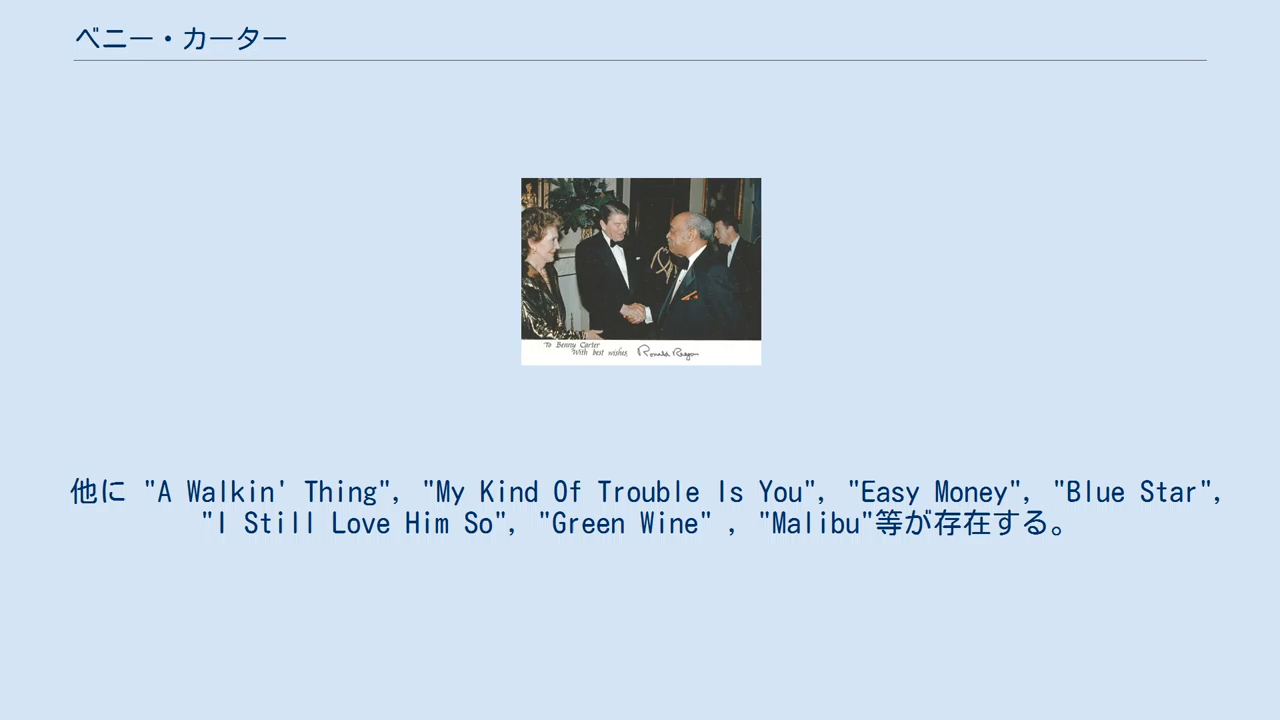 ベニー・カーター
To Benny Carter
With best wishes, Ronald Reagan
他に "A Walkin' Thing", "My Kind Of Trouble Is You", "Easy Money", "Blue Star",
"I Still Love Him So", "Green Wine" , "Malibu"等が存在する。